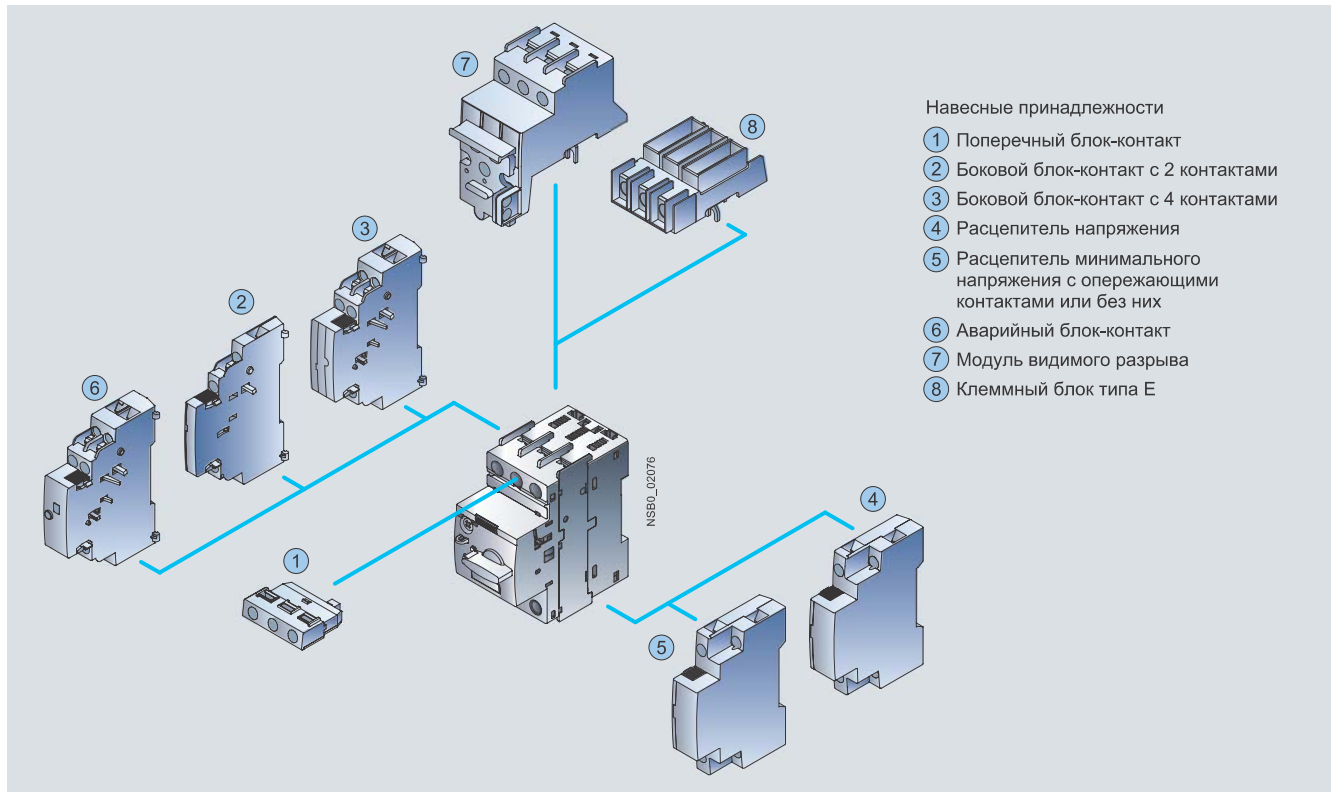 Навесные принадлежности
1 Поперечный блок-контакт
2 Боковой блок-контакт с 2 контактами
3 Боковой блок-контакт с 4 контактами
4 Расцепитель напряжения
5 Расцепитель минимального
напряжения с опережающими
контактами или без них
6 Аварийный блок-контакт
7 Модуль видимого разрыва
8 Клеммный блок типа E
7
8
3
2
6
1
NSB0_02076
4
5